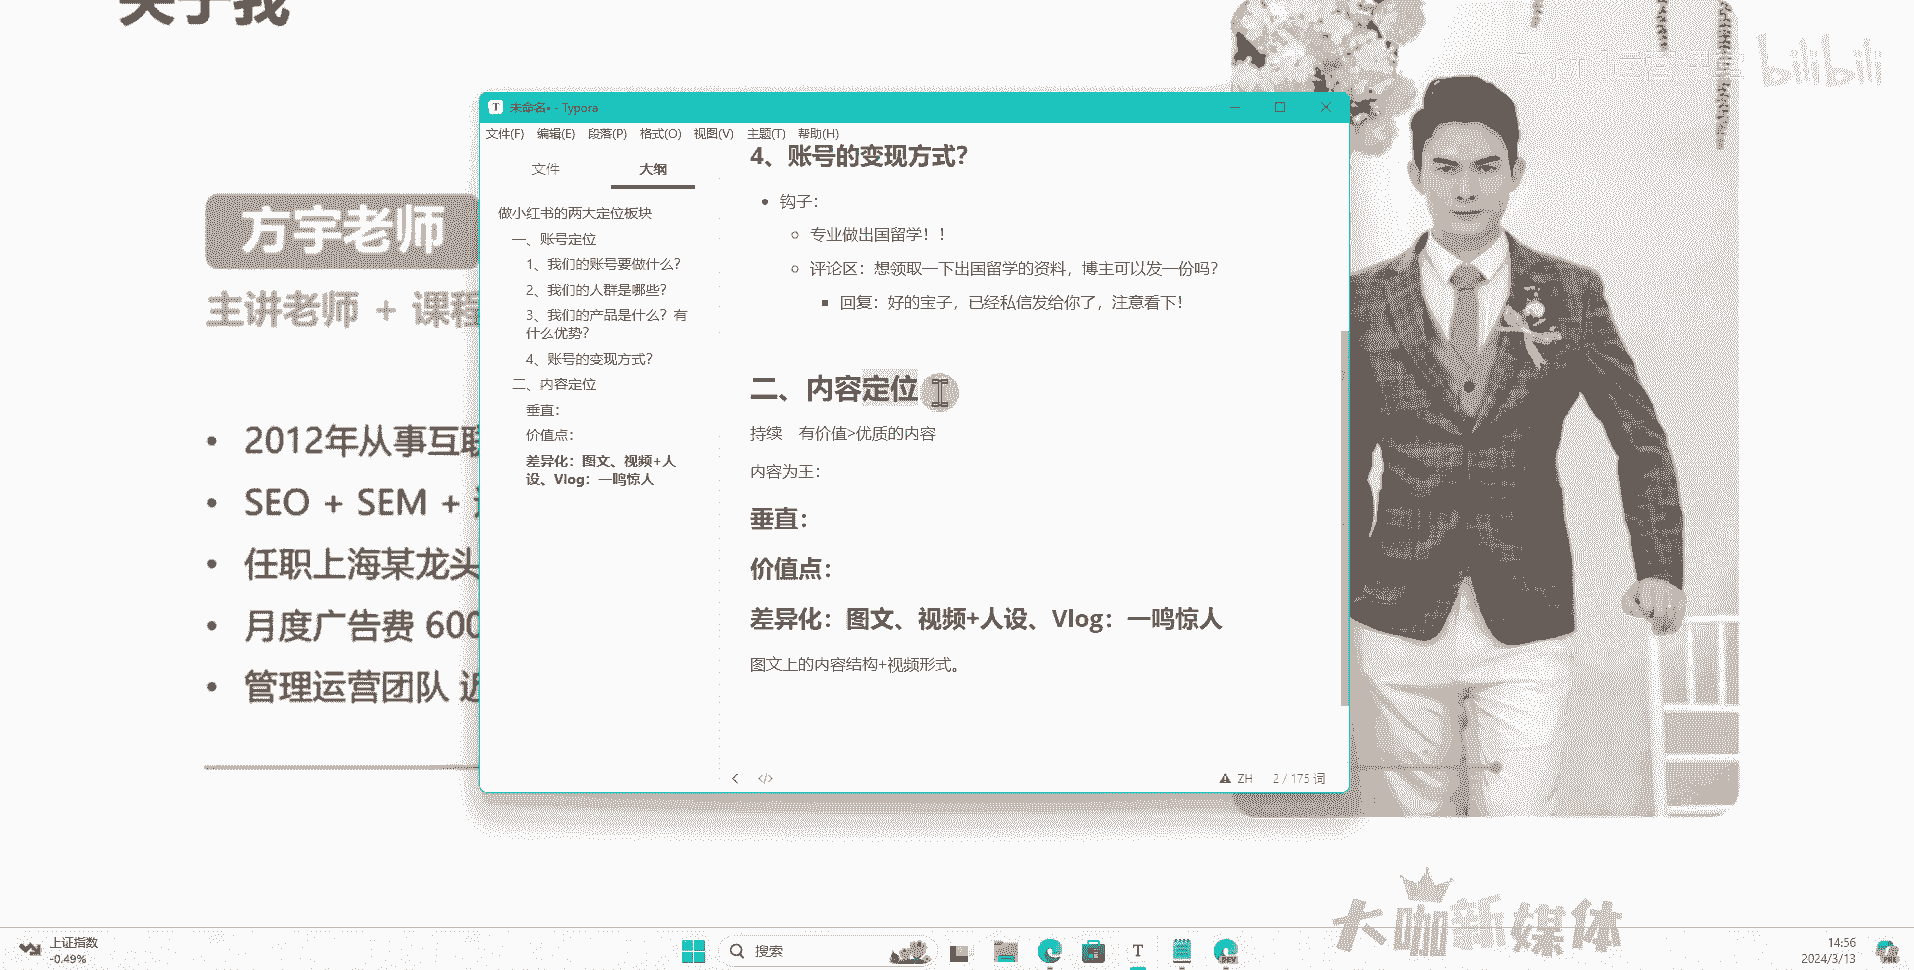 关于我
bilibili
方宇老师
主讲老师 + 课程
2012年从事互联
SEO + SEM +
任职上海某龙头
月度广告费 600
管理运营团队 近
未命名• - Typora
文件(F) 编辑(E) 段落(P) 格式(O) 视图(V) 主题(T) 帮助(H)
文件 大纲
做小红书的两大定位板块
一、账号定位
1、我们的账号要做什么？
2、我们的人群是哪些？
3、我们的产品是什么？有
什么优势？
4、账号的变现方式？
二、内容定位
垂直：
价值点：
差异化：图文、视频+人
设、Vlog：一鸣惊人
4、账号的变现方式？
钩子：
专业做出国留学！！
评论区：想领取一下出国留学的资料，博主可以发一份吗？
回复：好的宝子，已经私信发给你了，注意看下！
二、内容定位
持续 有价值>优质的内容
内容为王：
垂直：
价值点：
差异化：图文、视频+人设、Vlog：一鸣惊人
图文上的内容结构+视频形式。
ZH 2 / 175 词
大咖新媒体
上证指数
-0.49%
搜索
T
DEV
14:56
2024/3/13
PRE